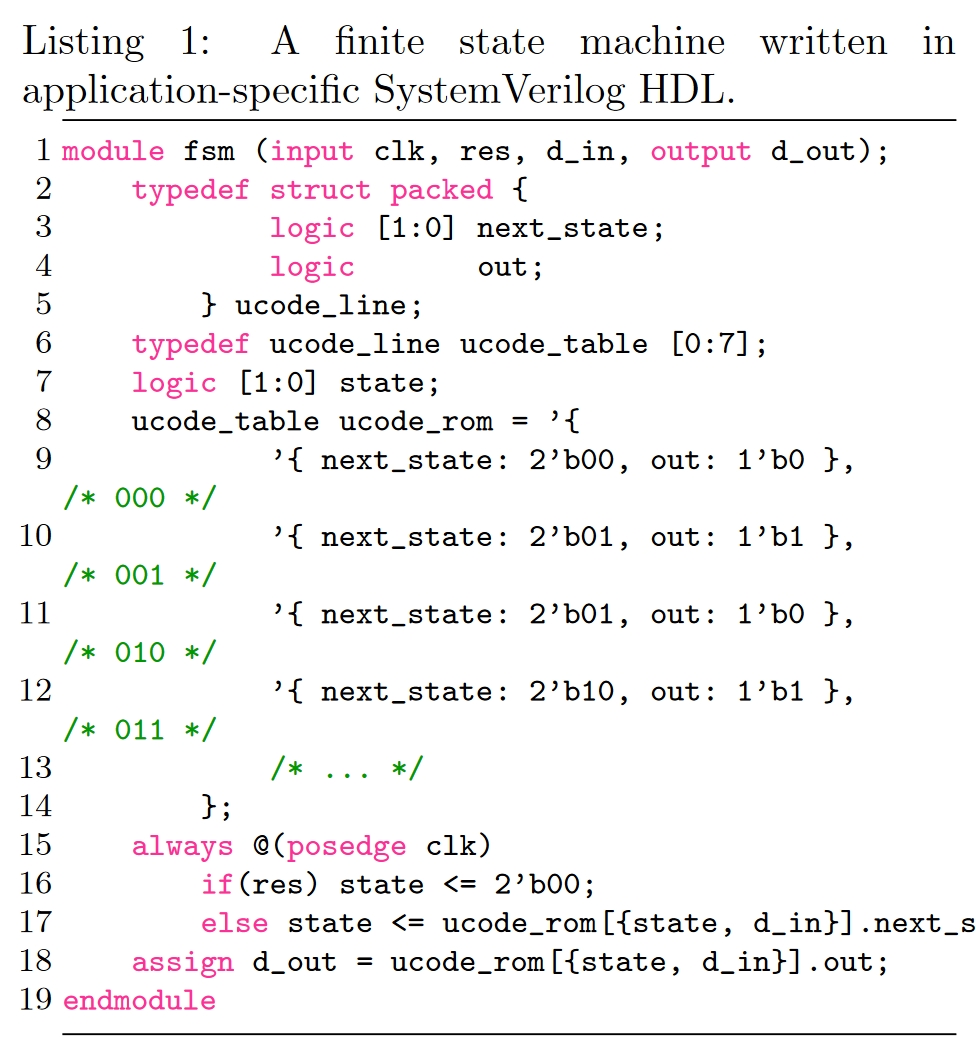 Listing 1: A finite state machine written in
application-specific SystemVerilog HDL.
1 module fsm (input clk, res, d_in, output d_out);
2 typedef struct packed {
3 logic [1:0] next_state;
4 logic out;
5 } ucode_line;
6 typedef ucode_line ucode_table [0:7];
7 logic [1:0] state;
8 ucode_table ucode_rom = ’{
9 ’{ next_state: 2’b00, out: 1’b0 },
/* 000 */
10 ’{ next_state: 2’b01, out: 1’b1 },
/* 001 */
11 ’{ next_state: 2’b01, out: 1’b0 },
/* 010 */
12 ’{ next_state: 2’b10, out: 1’b1 },
/* 011 */
13 /* ... */
14 };
15 always @(posedge clk)
16 if(res) state <= 2’b00;
17 else state <= ucode_rom[{state, d_in}].next_s
18 assign d_out = ucode_rom[{state, d_in}].out;
19 endmodule